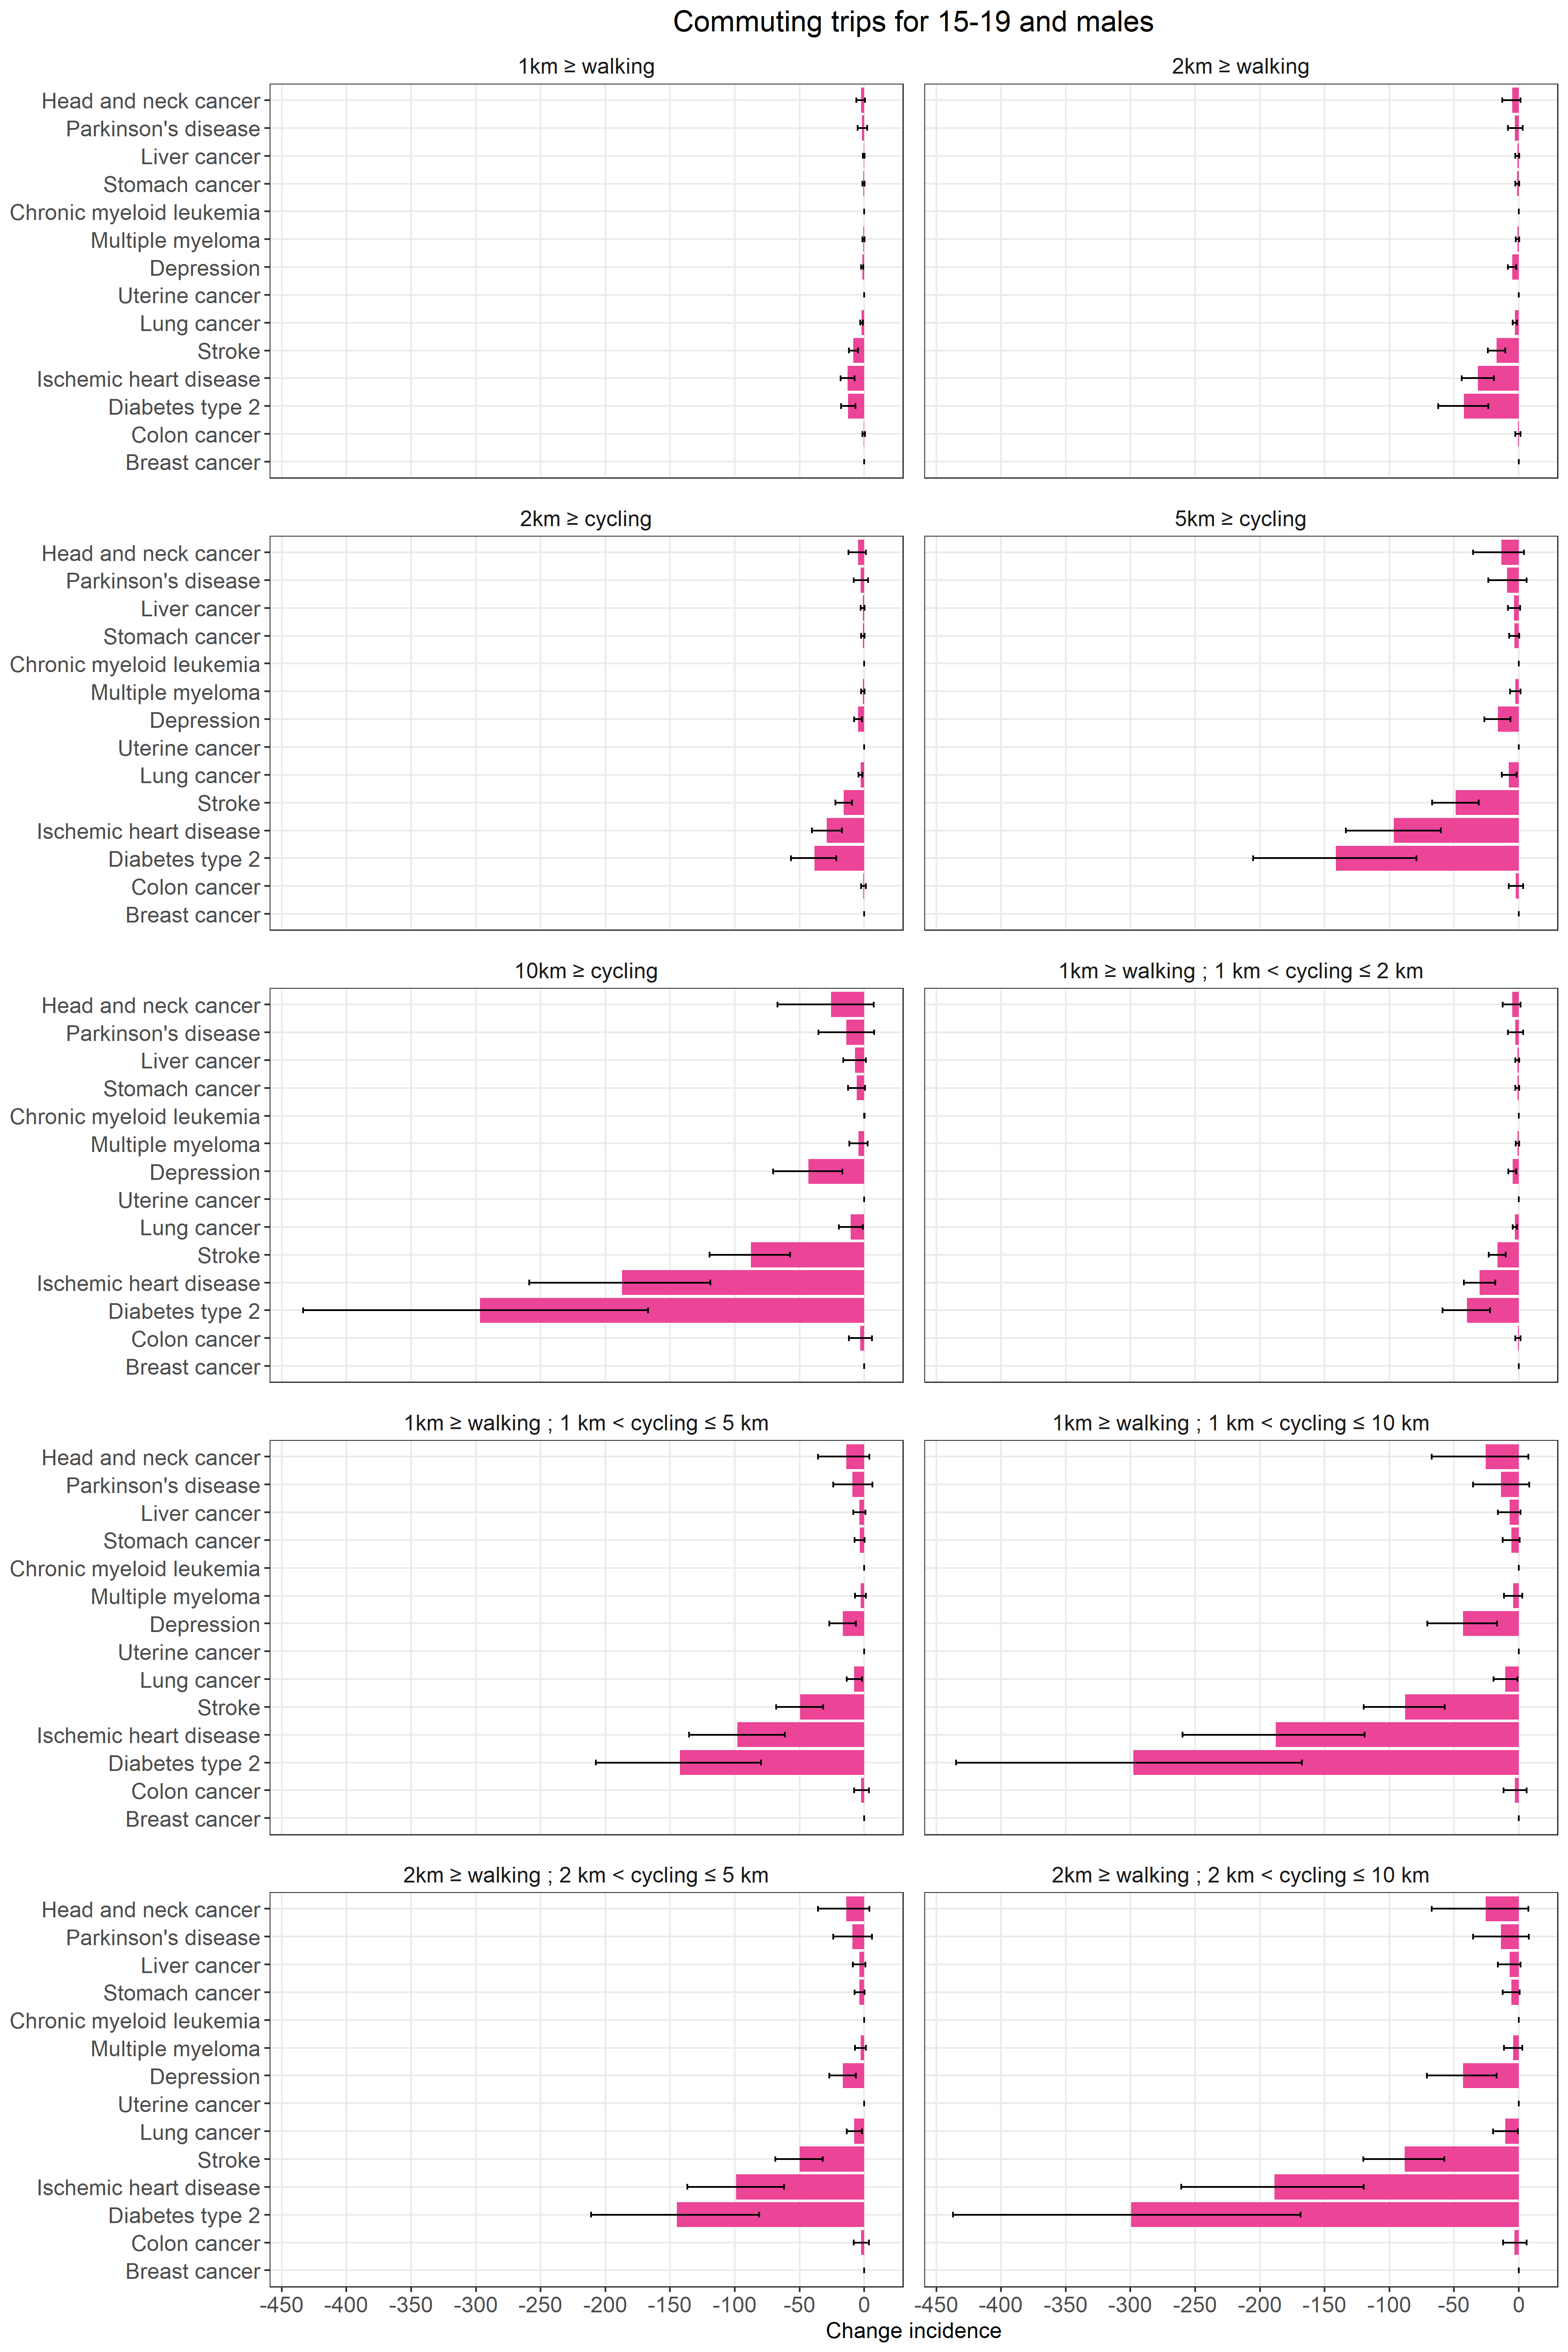 Commuting trips for 15-19 and males
1km ≥ walking
2km ≥ walking
Head and neck cancer
Parkinson's disease
Liver cancer
Stomach cancer
Chronic myeloid leukemia
Multiple myeloma
Depression
Uterine cancer
Lung cancer
Stroke
Ischemic heart disease
Diabetes type 2
Colon cancer
Breast cancer
2km ≥ cycling
5km ≥ cycling
Head and neck cancer
Parkinson's disease
Liver cancer
Stomach cancer
Chronic myeloid leukemia
Multiple myeloma
Depression
Uterine cancer
Lung cancer
Stroke
Ischemic heart disease
Diabetes type 2
Colon cancer
Breast cancer
10km ≥ cycling
1km ≥ walking ; 1 km < cycling ≤ 2 km
Head and neck cancer
Parkinson's disease
Liver cancer
Stomach cancer
Chronic myeloid leukemia
Multiple myeloma
Depression
Uterine cancer
Lung cancer
Stroke
Ischemic heart disease
Diabetes type 2
Colon cancer
Breast cancer
1km ≥ walking ; 1 km < cycling ≤ 5 km
1km ≥ walking ; 1 km < cycling ≤ 10 km
Head and neck cancer
Parkinson's disease
Liver cancer
Stomach cancer
Chronic myeloid leukemia
Multiple myeloma
Depression
Uterine cancer
Lung cancer
Stroke
Ischemic heart disease
Diabetes type 2
Colon cancer
Breast cancer
2km ≥ walking ; 2 km < cycling ≤ 5 km
2km ≥ walking ; 2 km < cycling ≤ 10 km
Head and neck cancer
Parkinson's disease
Liver cancer
Stomach cancer
Chronic myeloid leukemia
Multiple myeloma
Depression
Uterine cancer
Lung cancer
Stroke
Ischemic heart disease
Diabetes type 2
Colon cancer
Breast cancer
-450 -400 -350 -300 -250 -200 -150 -100 -50 0
-450 -400 -350 -300 -250 -200 -150 -100 -50 0
Change incidence